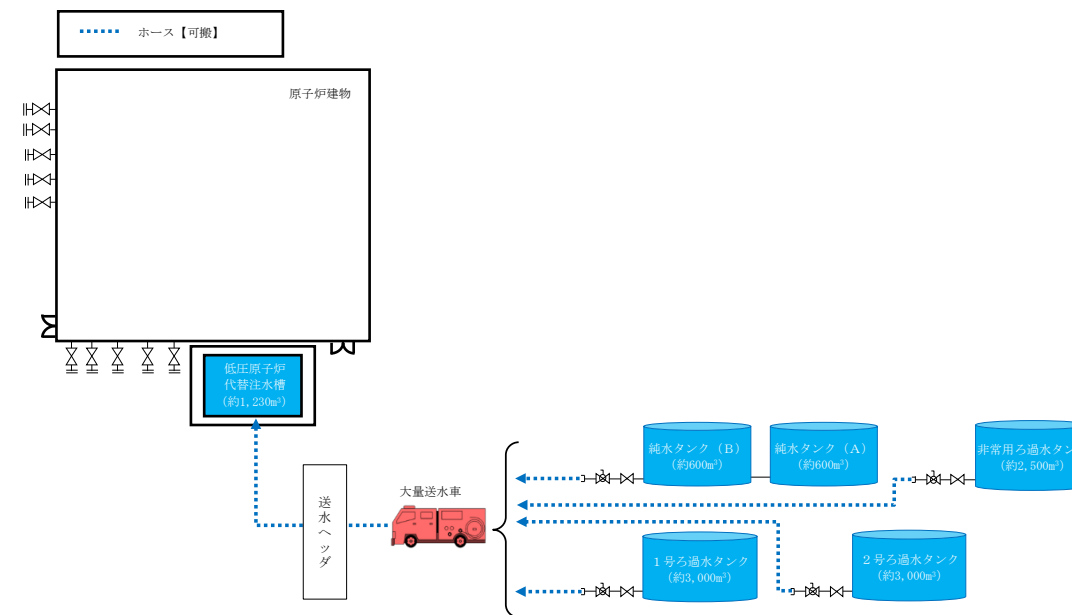 ホース【可搬】
原子炉建物
低圧原子炉
代替注水槽
(約1,230m³)
送水ヘッダ
大量送水車
純水タンク（B）
(約600m³)
純水タンク（A）
(約600m³)
非常用ろ過水タン
(約2,500m³)
１号ろ過水タンク
(約3,000m³)
２号ろ過水タンク
(約3,000m³)